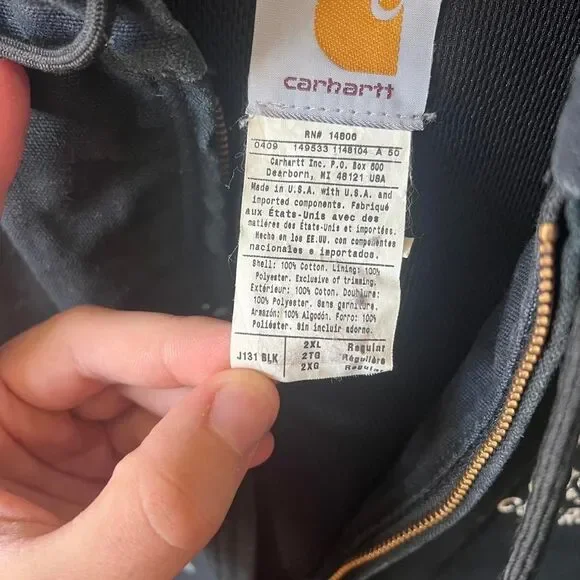 carhartt
RN# 14806
0409 149533 1148104 A 50
Carhartt Inc. P.O. Box 600
Dearborn, MI 48121 USA
Made in U.S.A. with U.S.A. and
imported components. Fabriqué
aux États-Unis avec des
matières des États-Unis et importées.
Hecho en los EE.UU. con componentes
nacionales e importados.
Shell: 100% Cotton. Lining: 100%
Polyester. Exclusive of trimming.
Extérieur: 100% Coton. Doublure:
100% Polyester. Sans garniture.
Armazón: 100% Algodón. Forro: 100%
Poliéster. Sin incluir adorno.
2XL Regular
J131 BLK 2TG Régulière
2XG